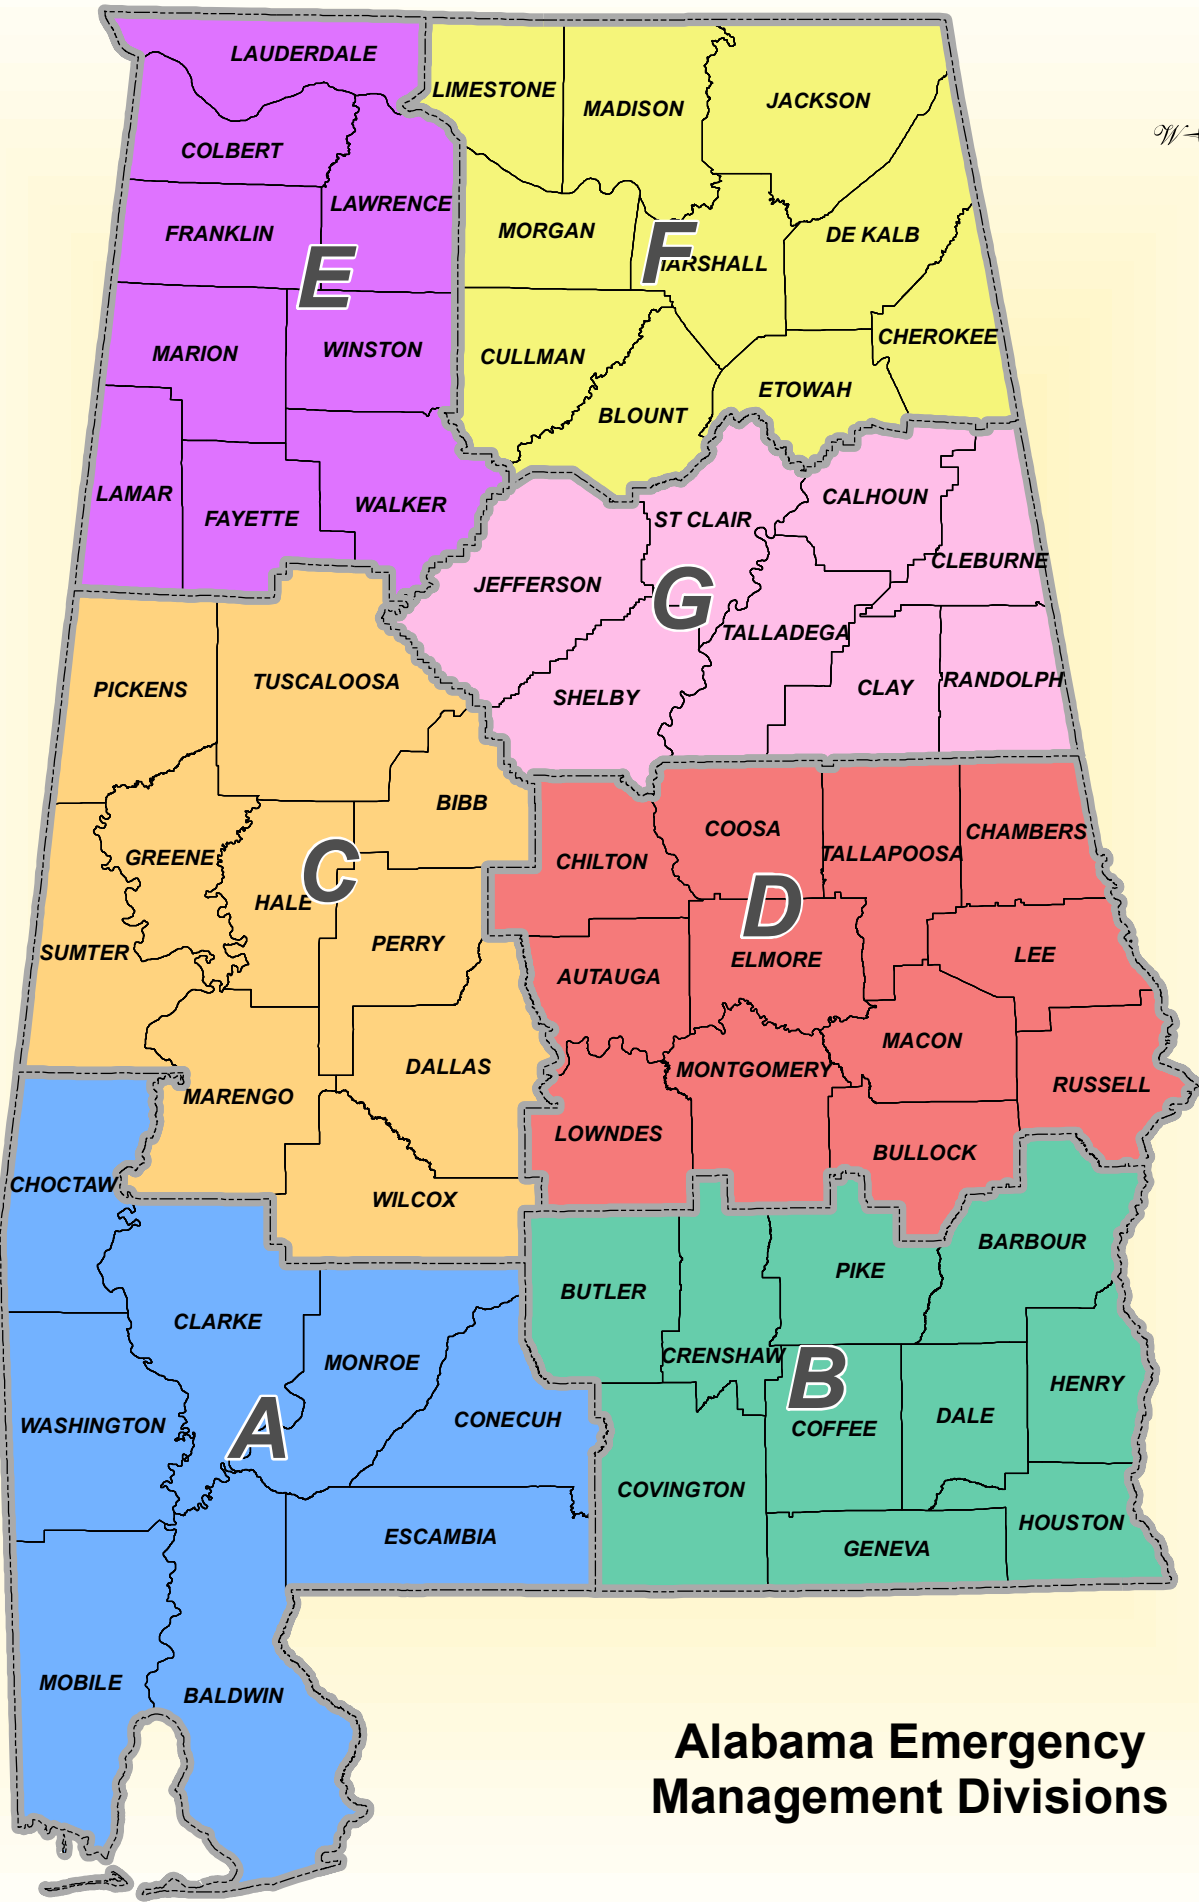 LAUDERDALE
LIMESTONE
MADISON
JACKSON
W
COLBERT
LAWRENCE
FRANKLIN
MORGAN
F
MARSHALL
DE KALB
E
MARION
WINSTON
CULLMAN
CHEROKEE
ETOWAH
BLOUNT
LAMAR
FAYETTE
WALKER
CALHOUN
ST CLAIR
CLEBURNE
JEFFERSON
G
TALLADEGA
SHELBY
CLAY
RANDOLPH
PICKENS
TUSCALOOSA
BIBB
COOSA
CHAMBERS
TALLAPOOSA
GREENE
C
CHILTON
HALE
D
PERRY
SUMTER
ELMORE
LEE
AUTAUGA
MACON
DALLAS
MONTGOMERY
RUSSELL
MARENGO
LOWNDES
BULLOCK
CHOCTAW
WILCOX
BARBOUR
PIKE
BUTLER
CLARKE
CRENSHAW
MONROE
B
HENRY
WASHINGTON
A
CONECUH
COFFEE
DALE
COVINGTON
HOUSTON
ESCAMBIA
GENEVA
MOBILE
BALDWIN
Alabama Emergency
Management Divisions